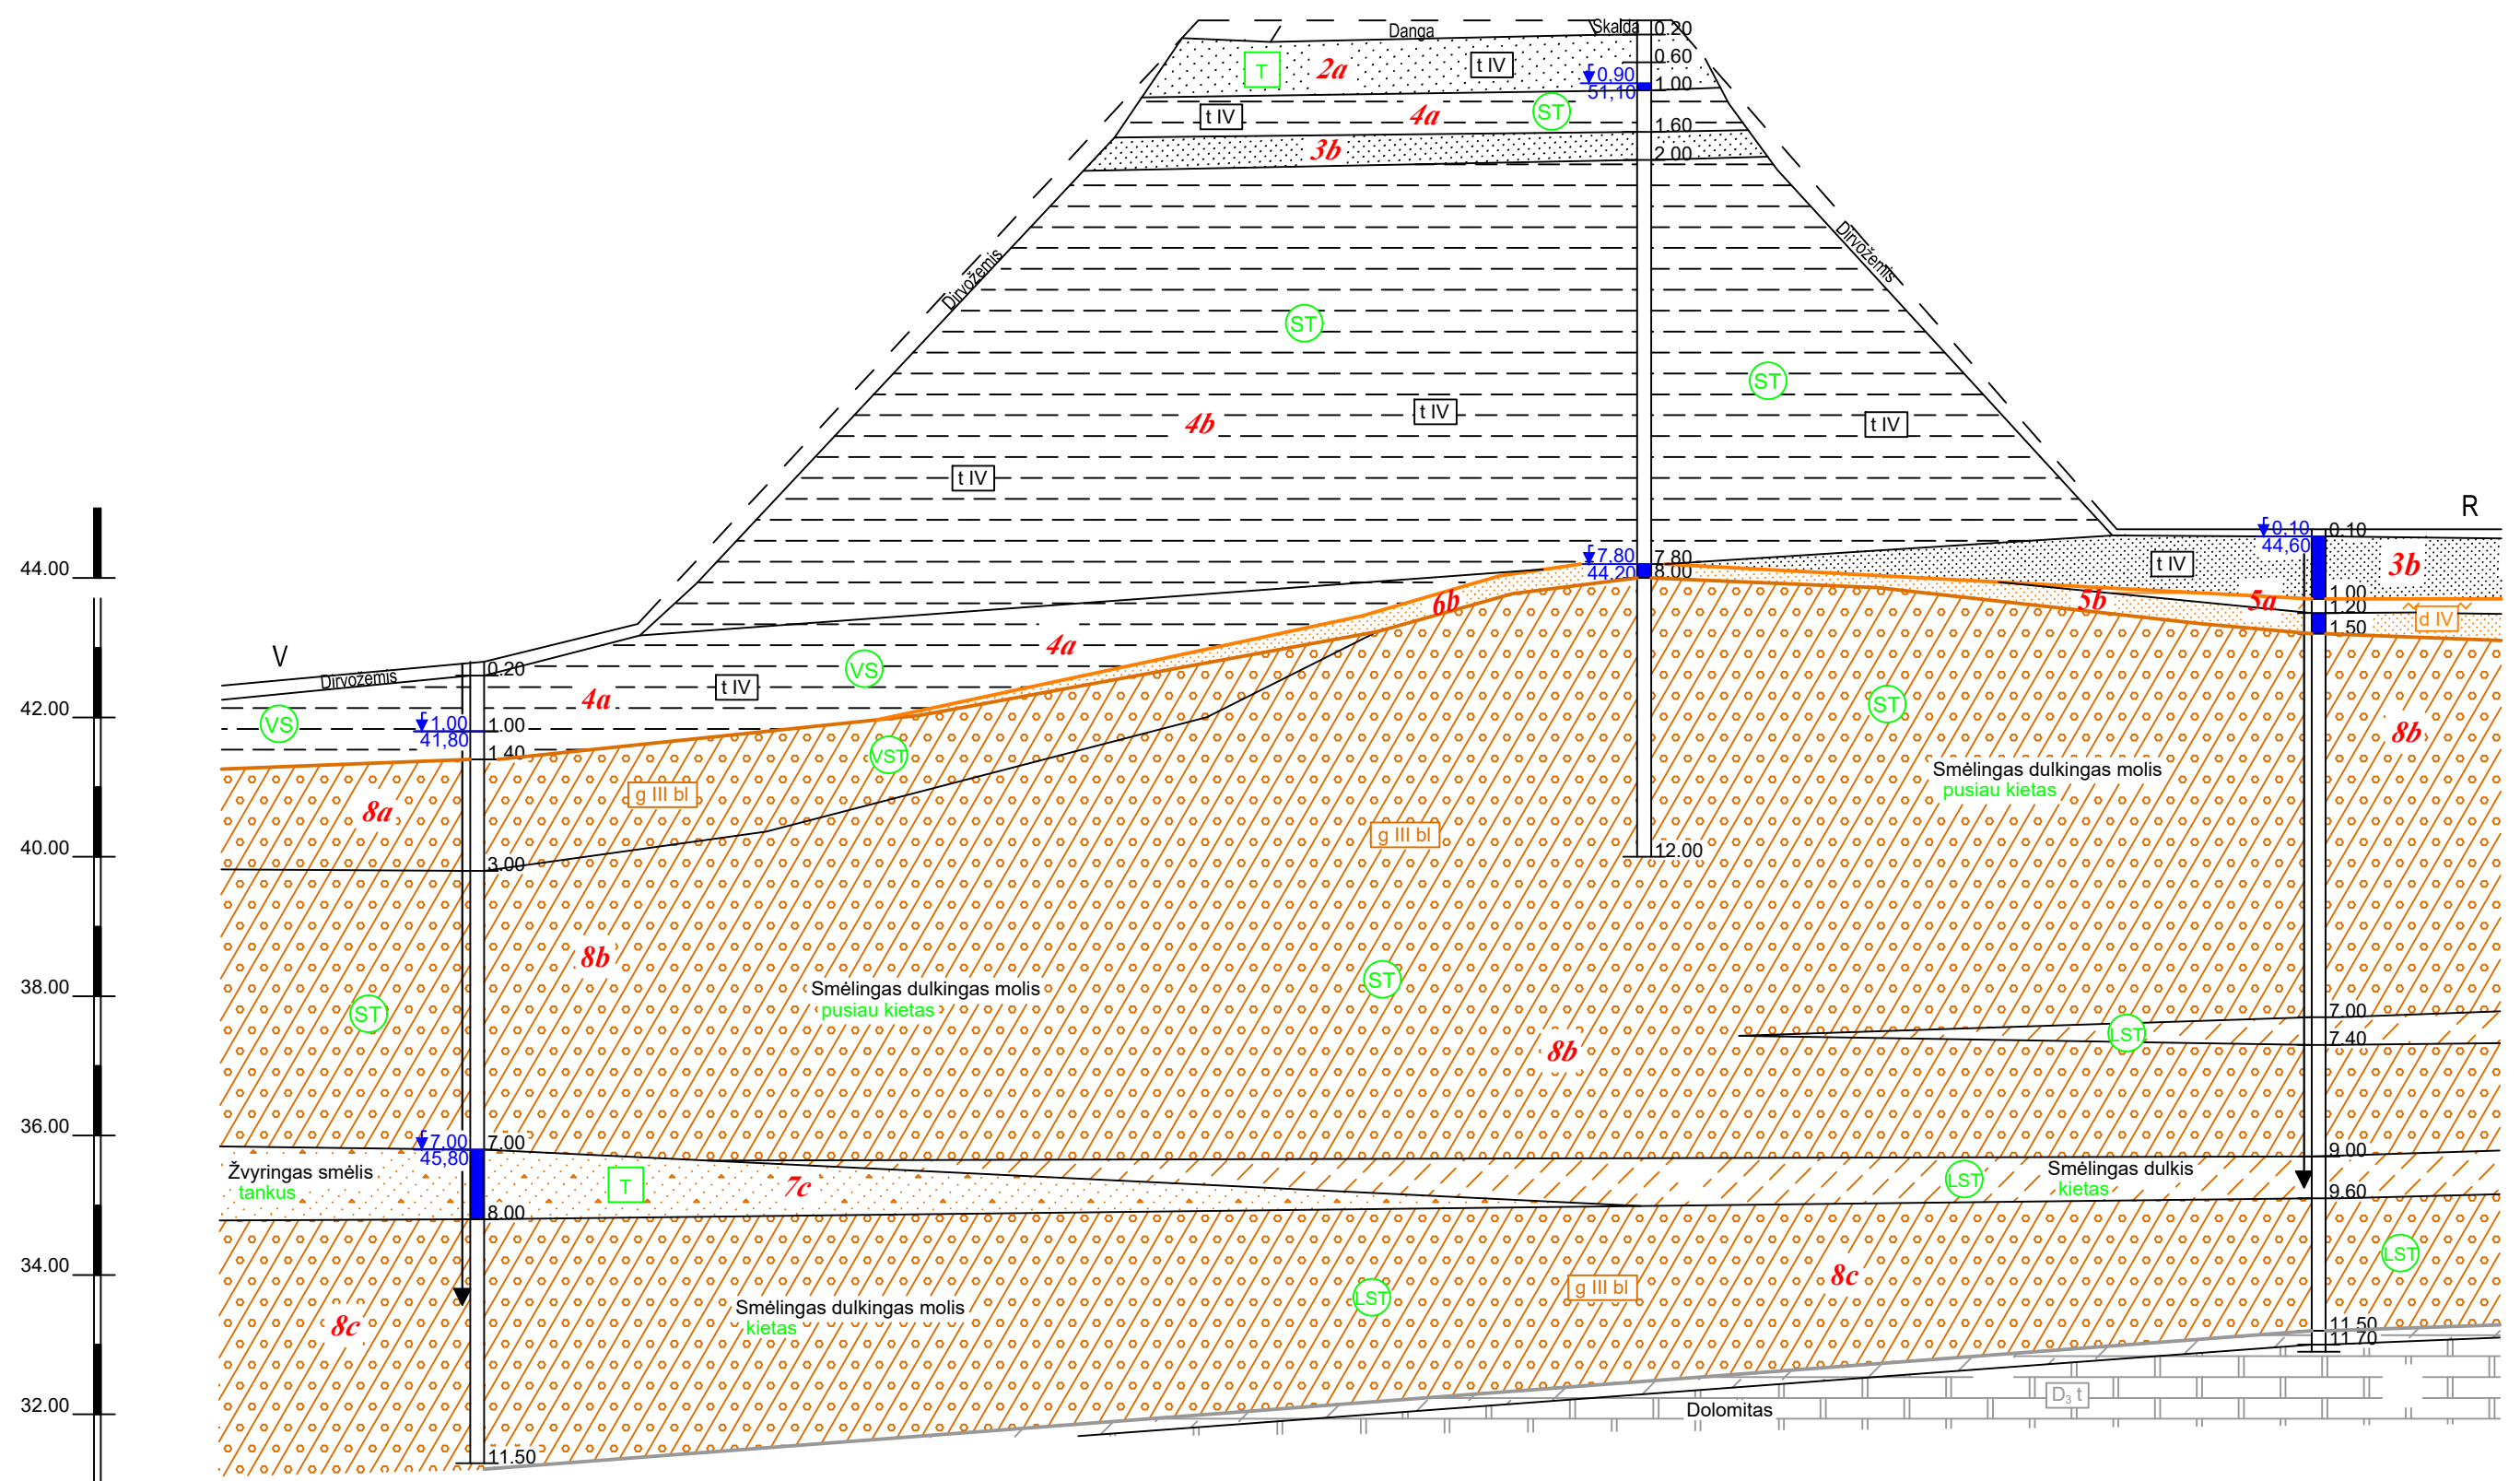 Danga
Skalda
0.20
0.60
0,90
51,10
1.00
T
2a
t IV
t IV
4a
ST
1.60
3b
2.00
Dirvožemis
Dirvožemis
ST
ST
4b
t IV
t IV
t IV
R
0,10
44,60
0.10
44.00
7,80
44,20
7.80
8.00
t IV
3b
6b
5b
5a
1.00
1.20
1.50
d IV
V
Dirvožemis
0.20
4a
VS
4a
t IV
ST
42.00
VS
1,00
41,80
1.00
1.40
VST
8b
Smėlingas dulkingas molis
pusiau kietas
8a
g III bl
g III bl
40.00
3.00
12.00
8b
38.00
Smėlingas dulkingas molis
pusiau kietas
ST
ST
7.00
7.40
LST
8b
36.00
7,00
45,80
7.00
9.00
Žvyringas smėlis
tankus
T
7c
LST
Smėlingas dulkis
kietas
9.60
8.00
34.00
LST
8c
g III bl
LST
8c
Smėlingas dulkingas molis
kietas
11.50
11.70
32.00
D₃ t
Dolomitas
11.50